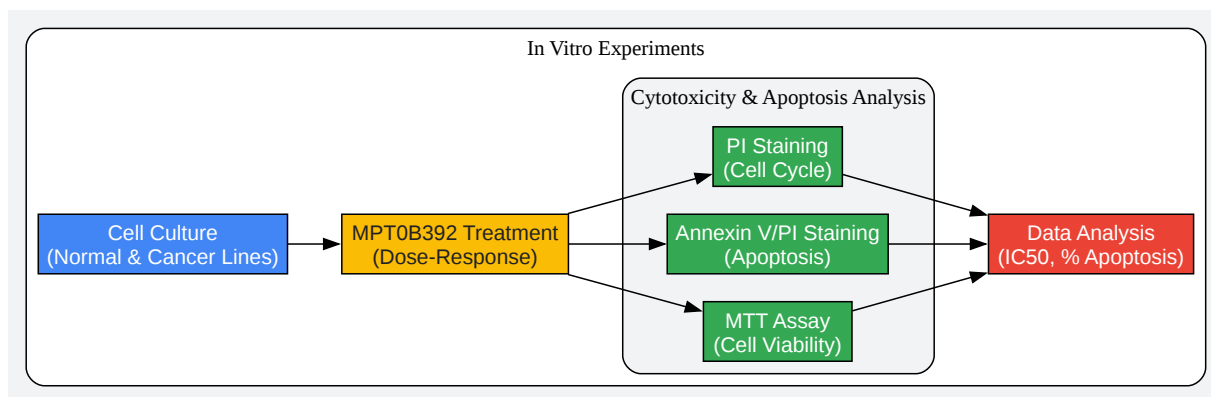 In Vitro Experiments
Cytotoxicity & Apoptosis Analysis
Cell Culture
(Normal & Cancer Lines)
MPT0B392 Treatment
(Dose-Response)
PI Staining
(Cell Cycle)
Annexin V/PI Staining
(Apoptosis)
MTT Assay
(Cell Viability)
Data Analysis
(IC50, % Apoptosis)